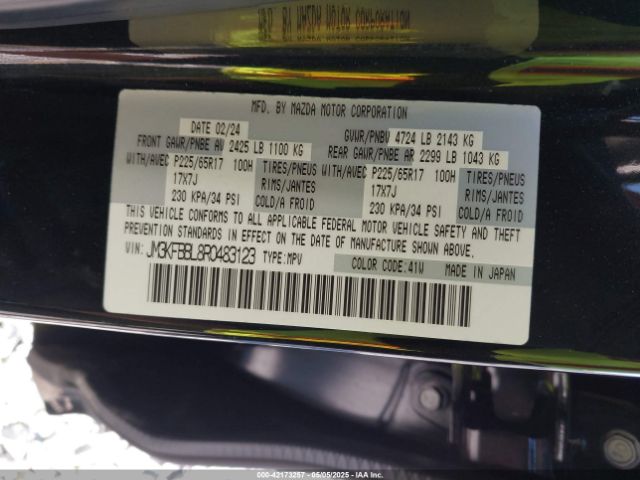 MFD. BY MAZDA MOTOR CORPORATION
DATE 02/24 GVWR/PNBV 4724 LB 2143 KG
FRONT GAWR/PNBE AV 2425 LB 1100 KG REAR GAWR/PNBE AR 2299 LB 1043 KG
WITH/AVEC P225/65R17 100H TIRES/PNEUS WITH/AVEC P225/65R17 100H TIRES/PNEUS
17X7J RIMS/JANTES 17X7J RIMS/JANTES
230 KPA/34 PSI COLD/A FROID 230 KPA/34 PSI COLD/A FROID
THIS VEHICLE CONFORMS TO ALL APPLICABLE FEDERAL MOTOR VEHICLE SAFETY AND THEFT
PREVENTION STANDARDS IN EFFECT ON THE DATE OF MANUFACTURE SHOWN ABOVE.
VIN: JM3KFBBL8R0483123 TYPE: MPV
COLOR CODE: 41W MADE IN JAPAN
000-42173257 - 05/05/2025 - COPART